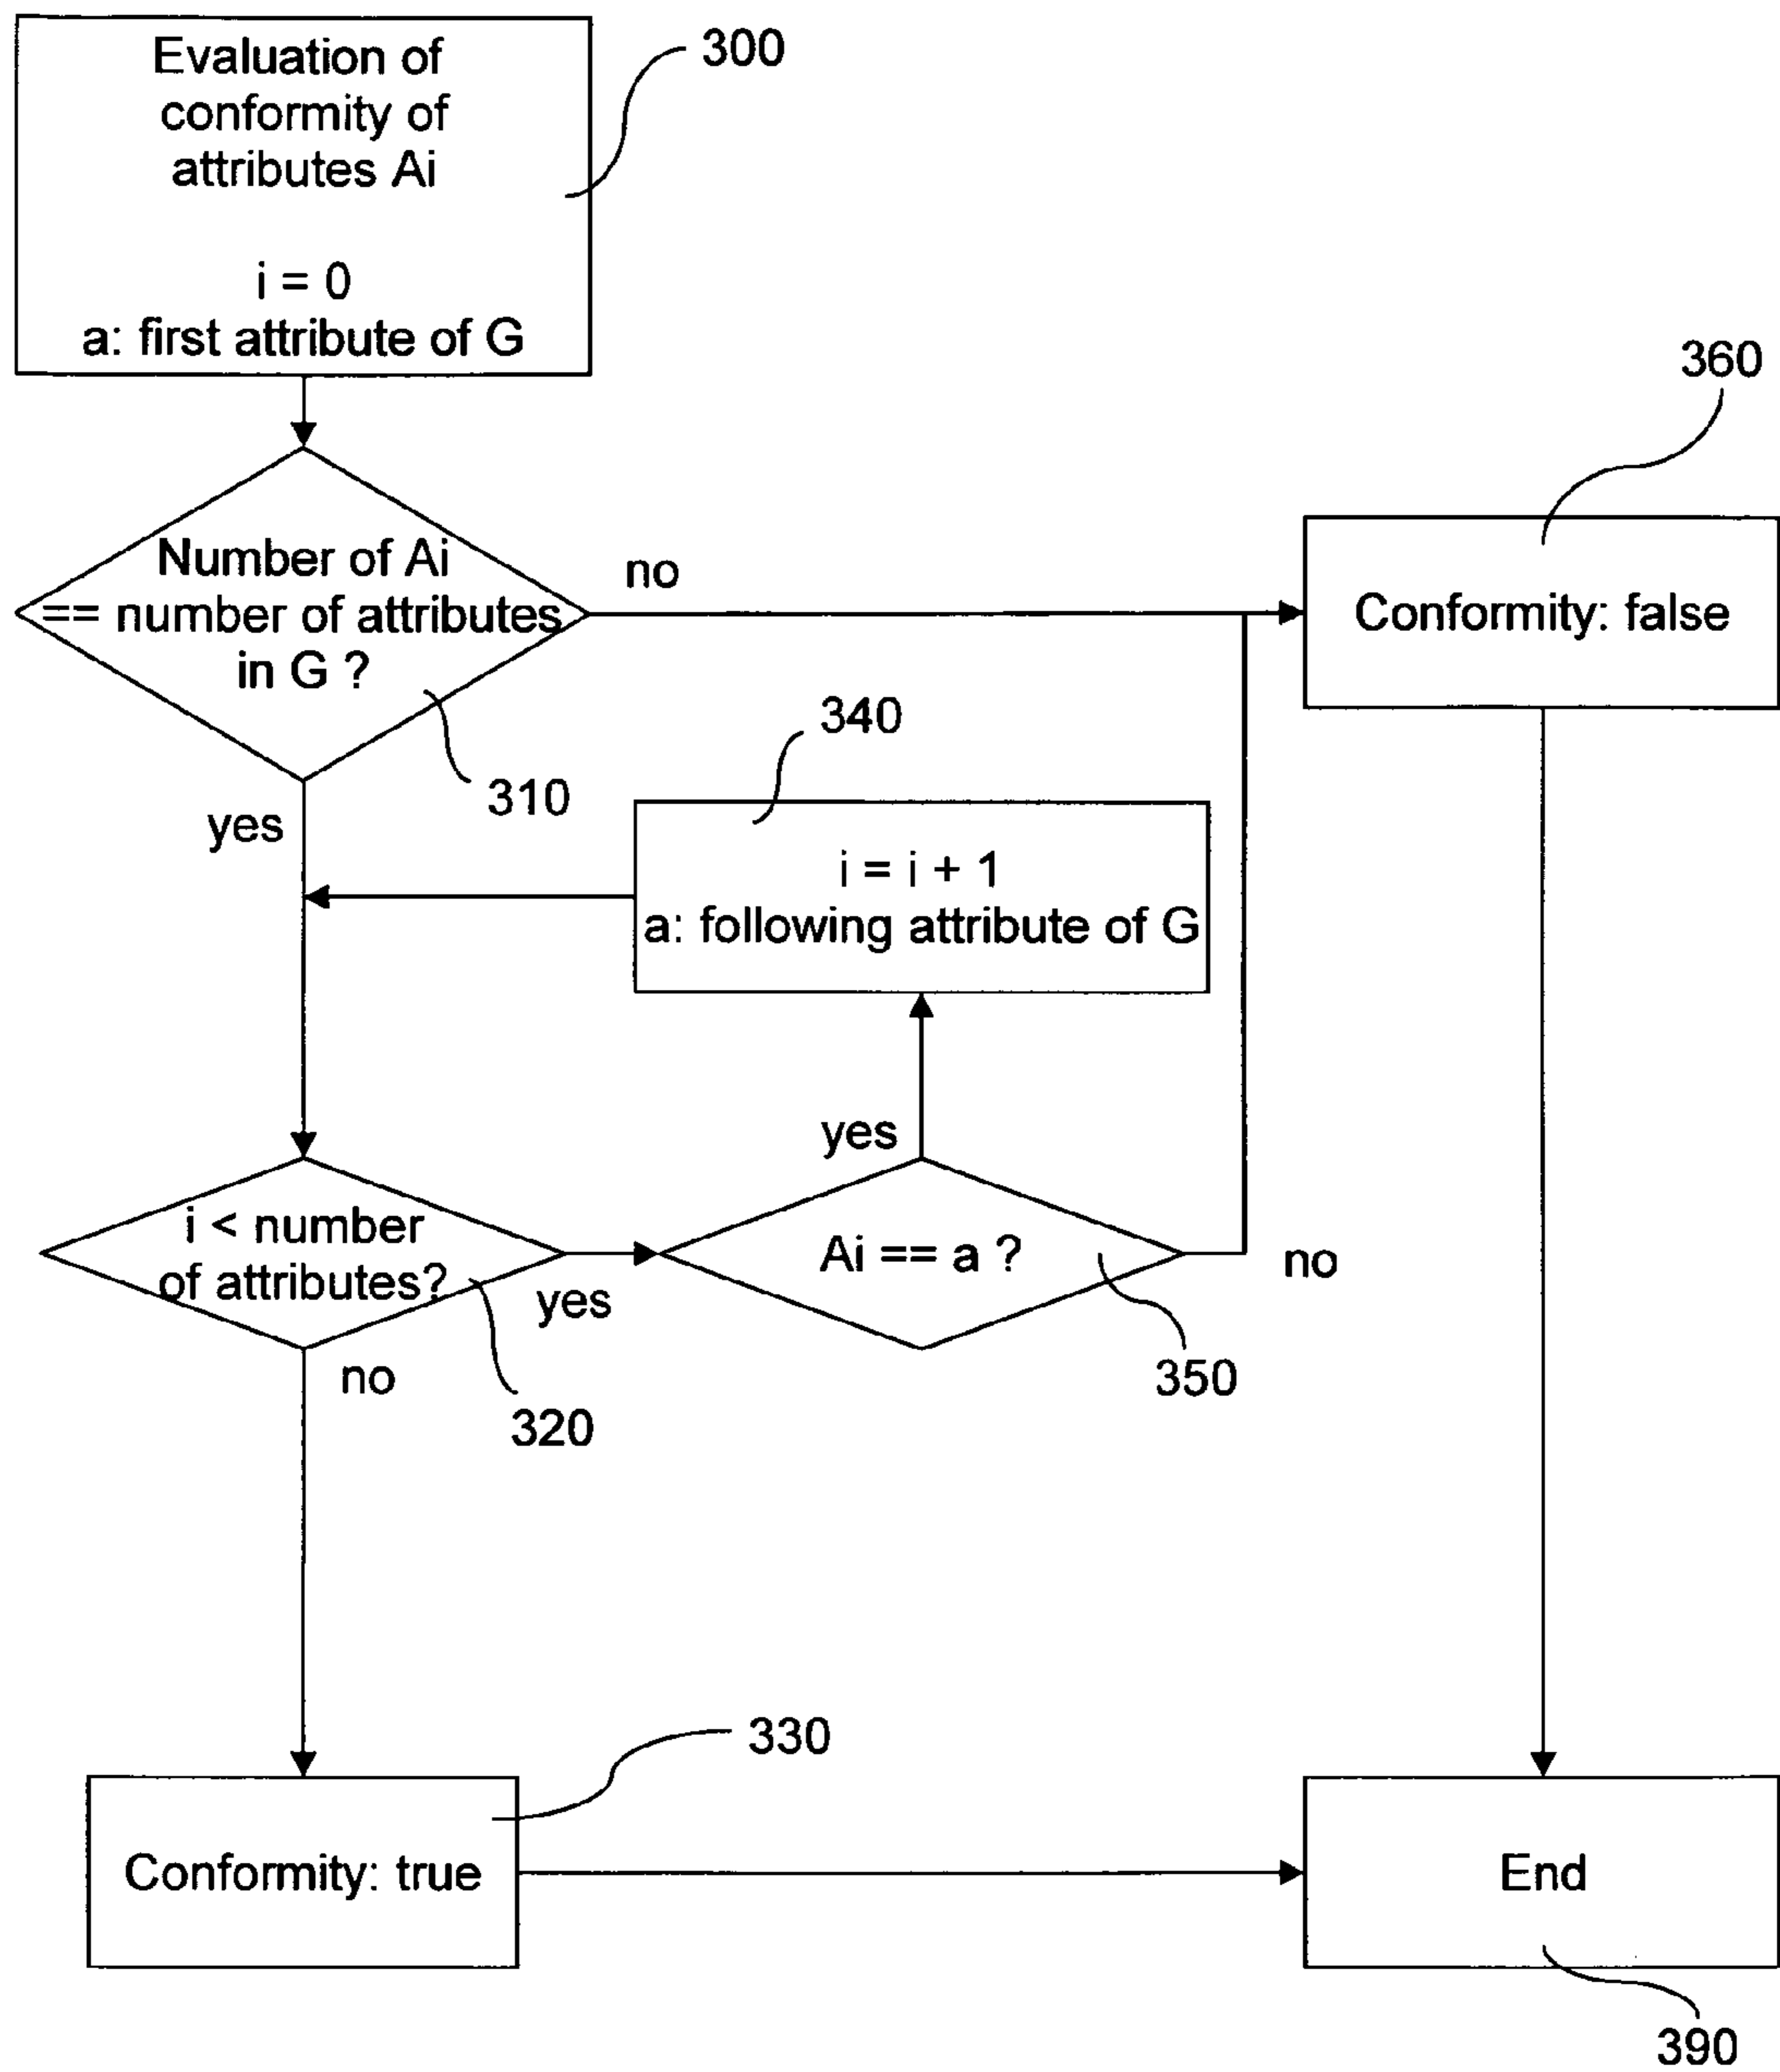 Evaluation of
conformity of
attributes Ai
i = 0
a: first attribute of G
300
Number of Ai
== number of attributes
in G ?
no
310
yes
360
Conformity: false
340
i = i + 1
a: following attribute of G
yes
i < number
of attributes?
yes
320
no
Ai == a ?
no
350
330
Conformity: true
End
390